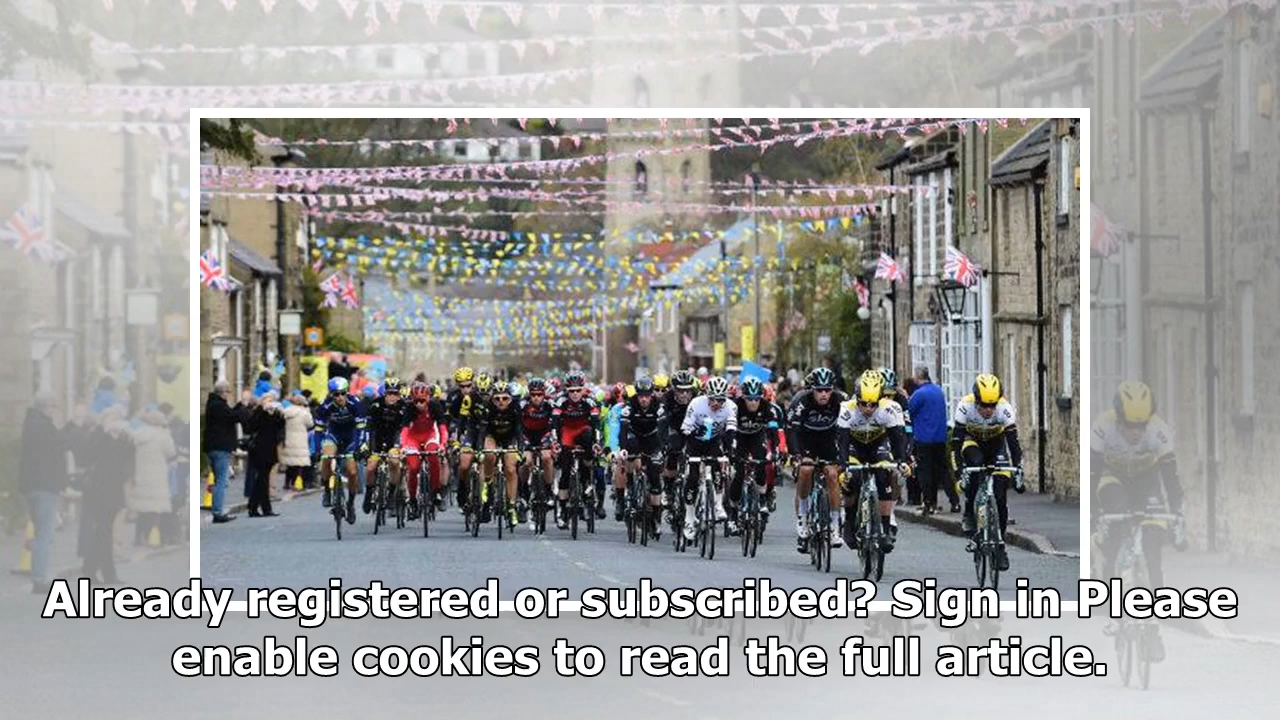 Already registered or subscribed? Sign in Please
enable cookies to read the full article.